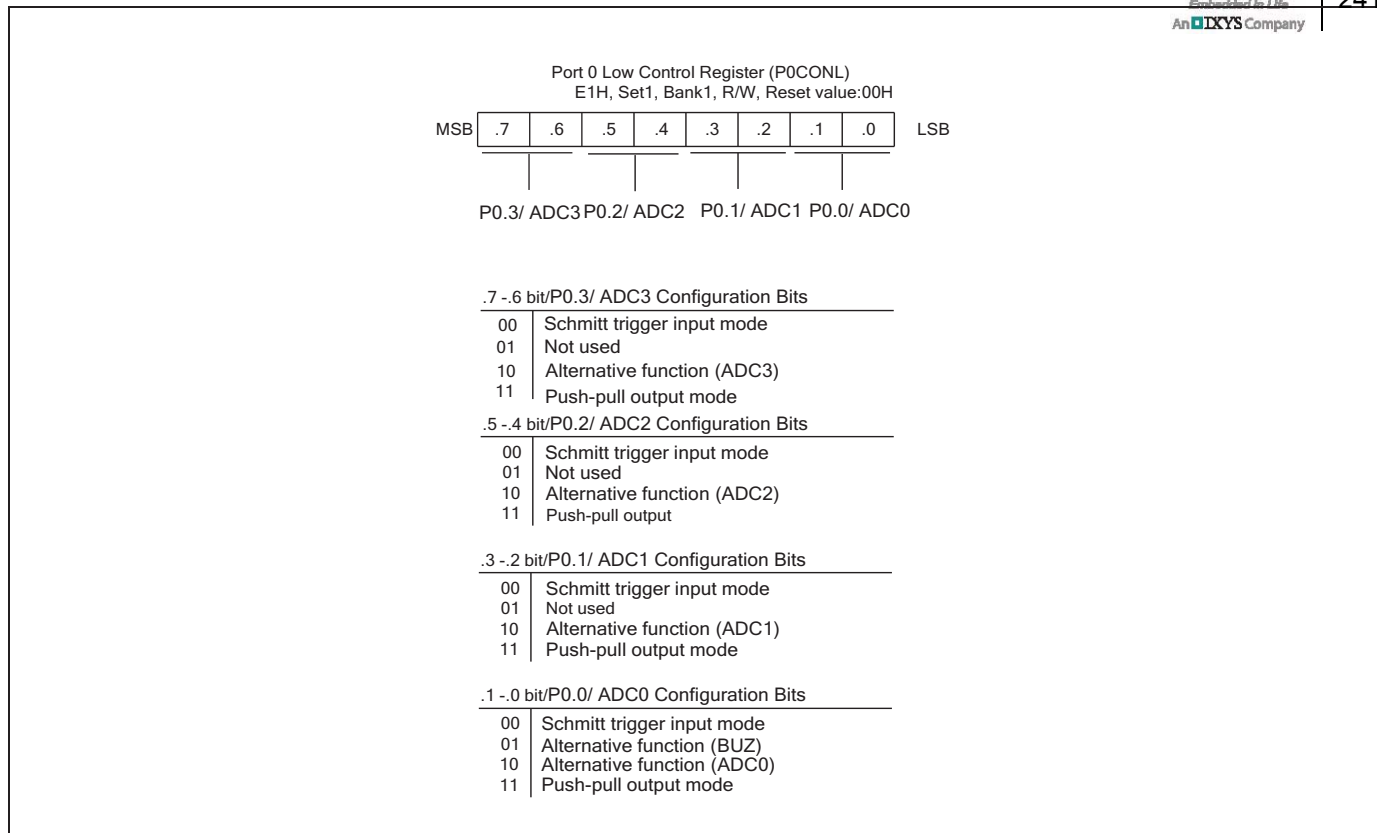 Embedded In Life
An IXYS Company
241
Port 0 Low Control Register (P0CONL)
E1H, Set1, Bank1, R/W, Reset value:00H
MSB .7 .6 .5 .4 .3 .2 .1 .0 LSB
P0.3/ ADC3 P0.2/ ADC2 P0.1/ ADC1 P0.0/ ADC0
.7 -.6 bit/P0.3/ ADC3 Configuration Bits
00 Schmitt trigger input mode
01 Not used
10 Alternative function (ADC3)
11 Push-pull output mode
.5 -.4 bit/P0.2/ ADC2 Configuration Bits
00 Schmitt trigger input mode
01 Not used
10 Alternative function (ADC2)
11 Push-pull output
.3 -.2 bit/P0.1/ ADC1 Configuration Bits
00 Schmitt trigger input mode
01 Not used
10 Alternative function (ADC1)
11 Push-pull output mode
.1 -.0 bit/P0.0/ ADC0 Configuration Bits
00 Schmitt trigger input mode
01 Alternative function (BUZ)
10 Alternative function (ADC0)
11 Push-pull output mode